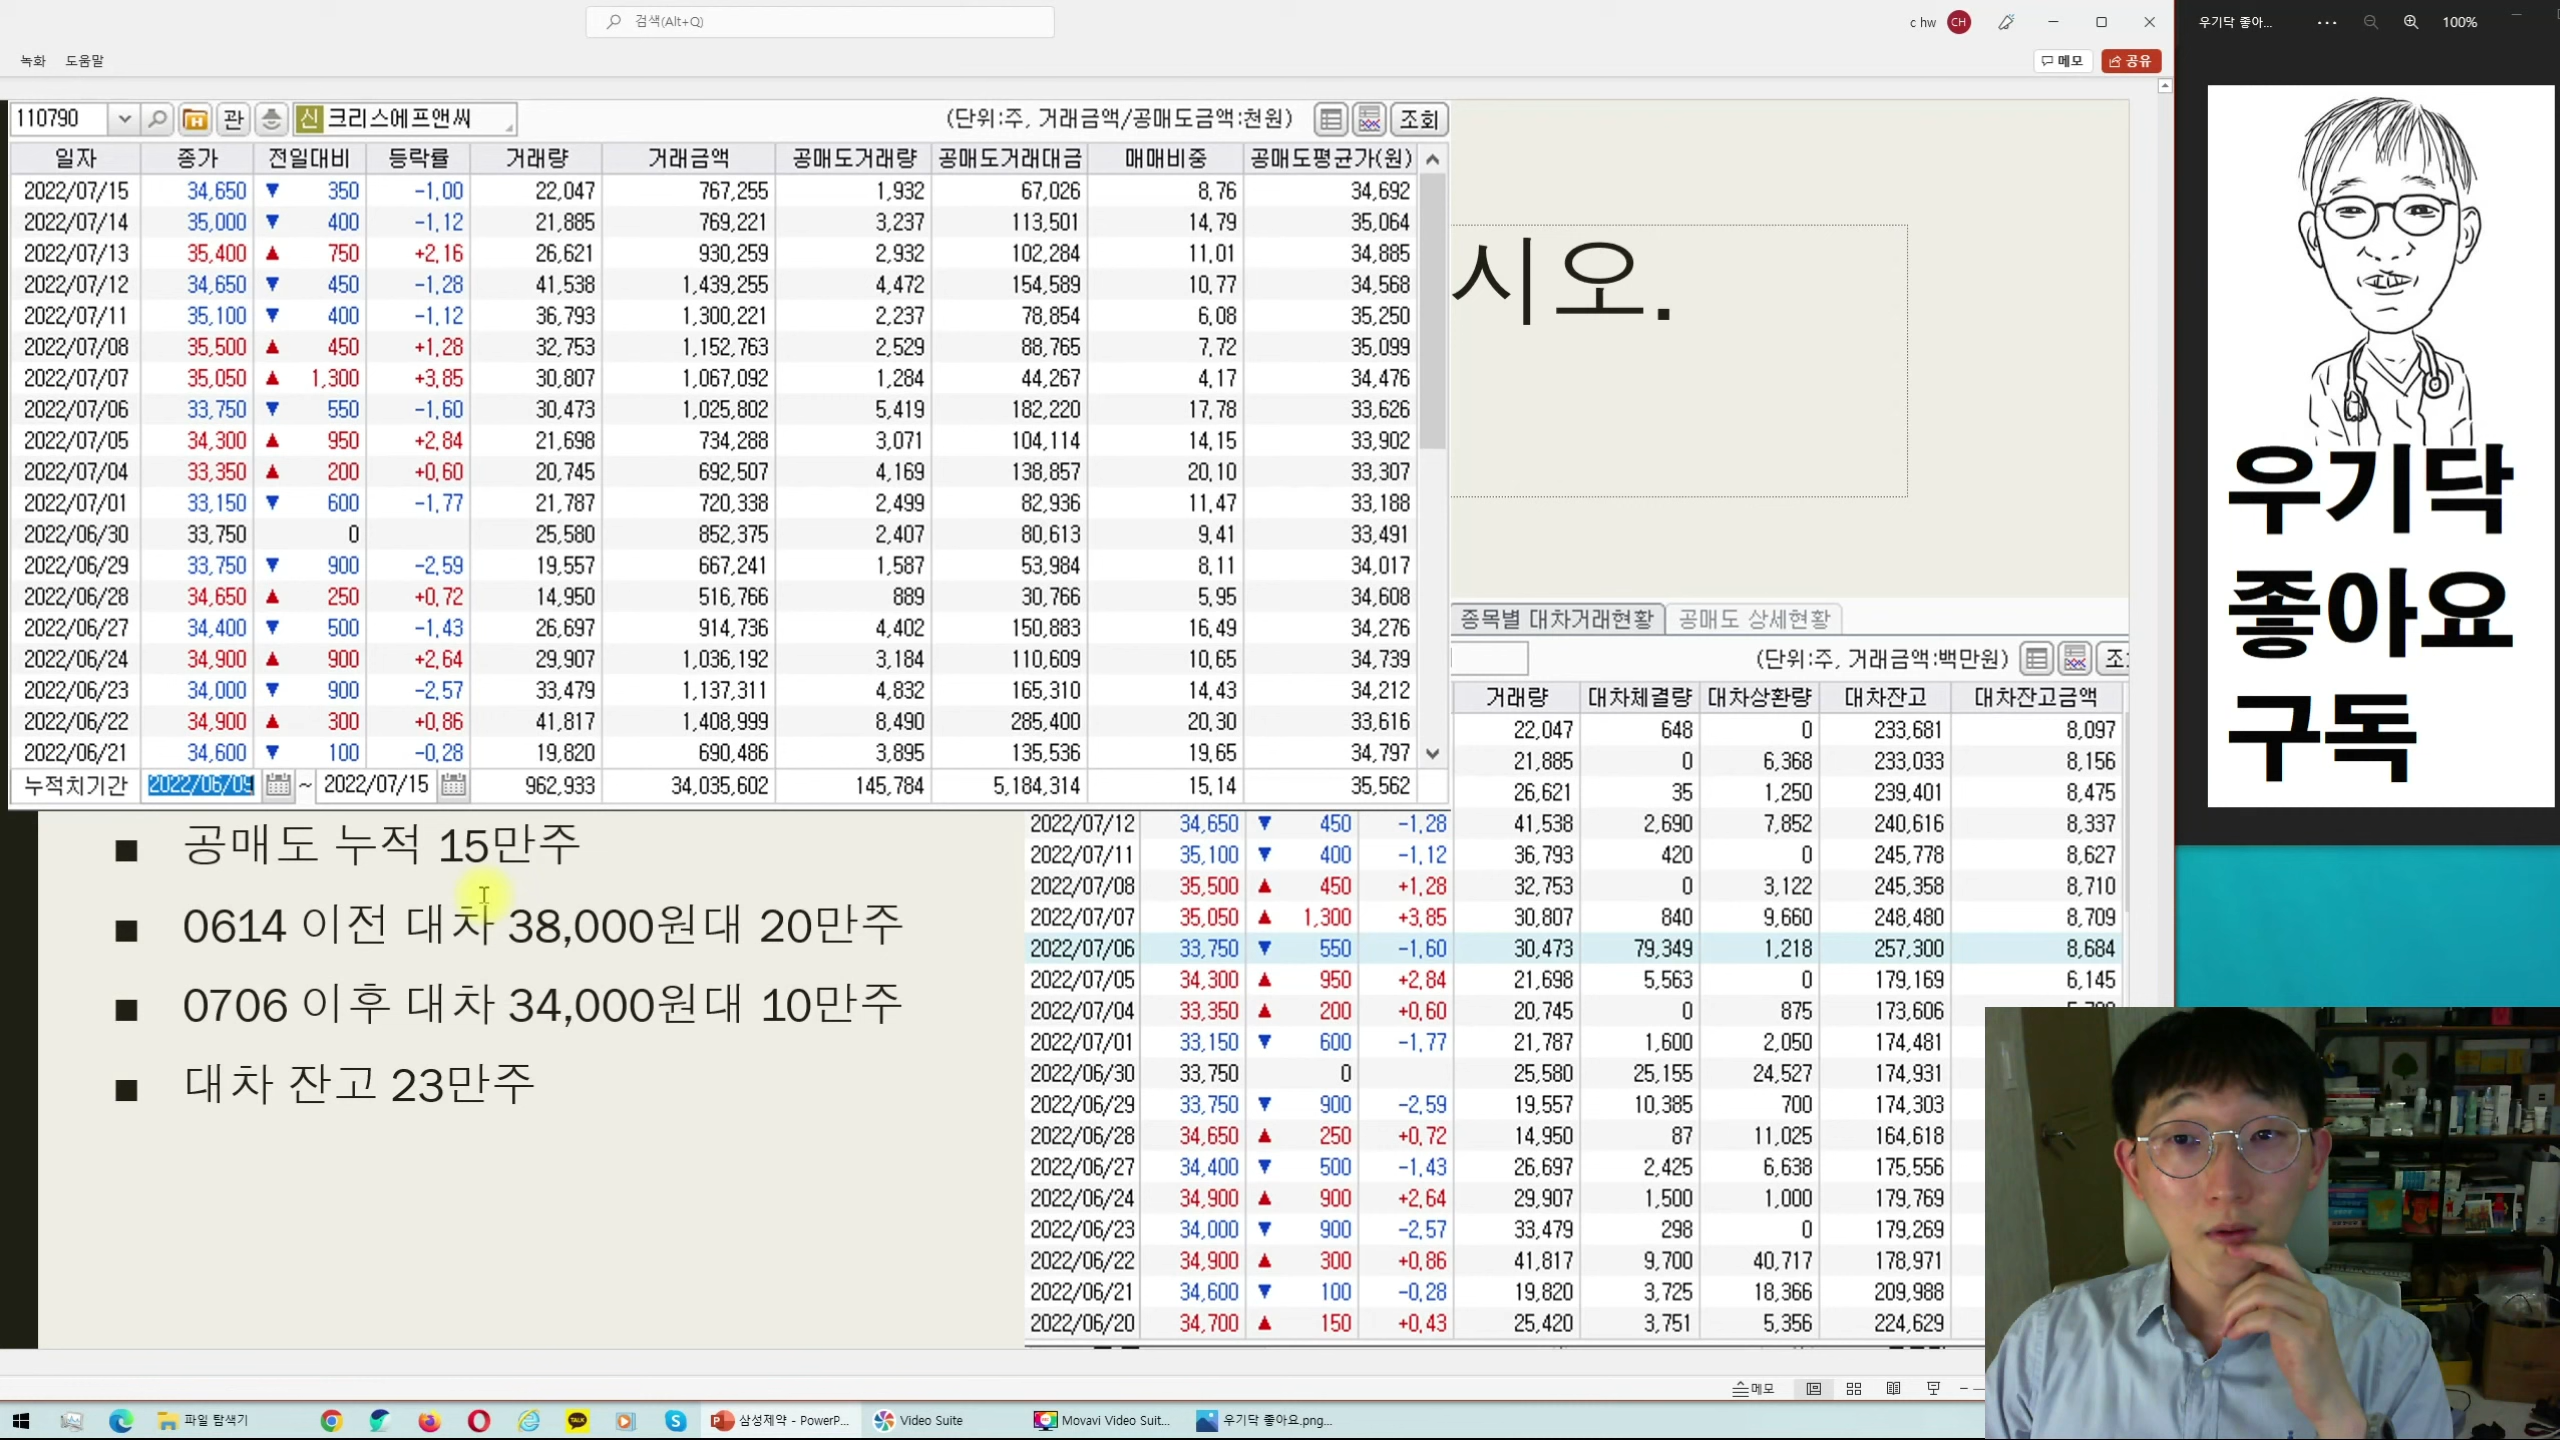 검색(Alt+Q)
c hw CH
녹화 도움말
메모 공유
110790 관 신 크리스에프앤씨 (단위:주, 거래금액/공매도금액:천원) 조회
일자 종가 전일대비 등락률 거래량 거래금액 공매도거래량 공매도거래대금 매매비중 공매도평균가(원)
2022/07/15 34,650 ▼ 350 -1,00 22,047 767,255 1,932 67,026 8,76 34,692
2022/07/14 35,000 ▼ 400 -1,12 21,885 769,221 3,237 113,501 14,79 35,064
2022/07/13 35,400 ▲ 750 +2,16 26,621 930,259 2,932 102,284 11,01 34,885
2022/07/12 34,650 ▼ 450 -1,28 41,538 1,439,255 4,472 154,589 10,77 34,568
2022/07/11 35,100 ▼ 400 -1,12 36,793 1,300,221 2,237 78,854 6,08 35,250
2022/07/08 35,500 ▲ 450 +1,28 32,753 1,152,763 2,529 88,765 7,72 35,099
2022/07/07 35,050 ▲ 1,300 +3,85 30,807 1,067,092 1,284 44,267 4,17 34,476
2022/07/06 33,750 ▼ 550 -1,60 30,473 1,025,802 5,419 182,220 17,78 33,626
2022/07/05 34,300 ▲ 950 +2,84 21,698 734,288 3,071 104,114 14,15 33,902
2022/07/04 33,350 ▲ 200 +0,60 20,745 692,507 4,169 138,857 20,10 33,307
2022/07/01 33,150 ▼ 600 -1,77 21,787 720,338 2,499 82,936 11,47 33,188
2022/06/30 33,750 0 25,580 852,375 2,407 80,613 9,41 33,491
2022/06/29 33,750 ▼ 900 -2,59 19,557 667,241 1,587 53,984 8,11 34,017
2022/06/28 34,650 ▲ 250 +0,72 14,950 516,766 889 30,766 5,95 34,608
2022/06/27 34,400 ▼ 500 -1,43 26,697 914,736 4,402 150,883 16,49 34,276
2022/06/24 34,900 ▲ 900 +2,64 29,907 1,036,192 3,184 110,609 10,65 34,739
2022/06/23 34,000 ▼ 900 -2,57 33,479 1,137,311 4,832 165,310 14,43 34,212
2022/06/22 34,900 ▲ 300 +0,86 41,817 1,408,999 8,490 285,400 20,30 33,616
2022/06/21 34,600 ▼ 100 -0,28 19,820 690,486 3,895 135,536 19,65 34,797
누적치기간 2022/06/09 ~ 2022/07/15 962,933 34,035,602 145,784 5,184,314 15,14 35,562
시오.
■ 공매도 누적 15만주
■ 0614 이전 대차 38,000원대 20만주
■ 0706 이후 대차 34,000원대 10만주
■ 대차 잔고 23만주
종목별 대차거래현황 공매도 상세현황
(단위:주, 거래금액:백만원)
거래량 대차체결량 대차상환량 대차잔고 대차잔고금액
22,047 648 0 233,681 8,097
21,885 0 6,368 233,033 8,156
26,621 35 1,250 239,401 8,475
2022/07/12 34,650 ▼ 450 -1,28 41,538 2,690 7,852 240,616 8,337
2022/07/11 35,100 ▼ 400 -1,12 36,793 420 0 245,778 8,627
2022/07/08 35,500 ▲ 450 +1,28 32,753 0 3,122 245,358 8,710
2022/07/07 35,050 ▲ 1,300 +3,85 30,807 840 9,660 248,480 8,709
2022/07/06 33,750 ▼ 550 -1,60 30,473 79,349 1,218 257,300 8,684
2022/07/05 34,300 ▲ 950 +2,84 21,698 5,563 0 179,169 6,145
2022/07/04 33,350 ▲ 200 +0,60 20,745 0 875 173,606
2022/07/01 33,150 ▼ 600 -1,77 21,787 1,600 2,050 174,481
2022/06/30 33,750 0 25,580 25,155 24,527 174,931
2022/06/29 33,750 ▼ 900 -2,59 19,557 10,385 700 174,303
2022/06/28 34,650 ▲ 250 +0,72 14,950 87 11,025 164,618
2022/06/27 34,400 ▼ 500 -1,43 26,697 2,425 6,638 175,556
2022/06/24 34,900 ▲ 900 +2,64 29,907 1,500 1,000 179,769
2022/06/23 34,000 ▼ 900 -2,57 33,479 298 0 179,269
2022/06/22 34,900 ▲ 300 +0,86 41,817 9,700 40,717 178,971
2022/06/21 34,600 ▼ 100 -0,28 19,820 3,725 18,366 209,988
2022/06/20 34,700 ▲ 150 +0,43 25,420 3,751 5,356 224,629
우기닥 좋아... ... 100%
우기닥
좋아요
구독
메모
파일 탐색기 삼성제약 - PowerP... Video Suite Movavi Video Suit... 우기닥 좋아요.png...